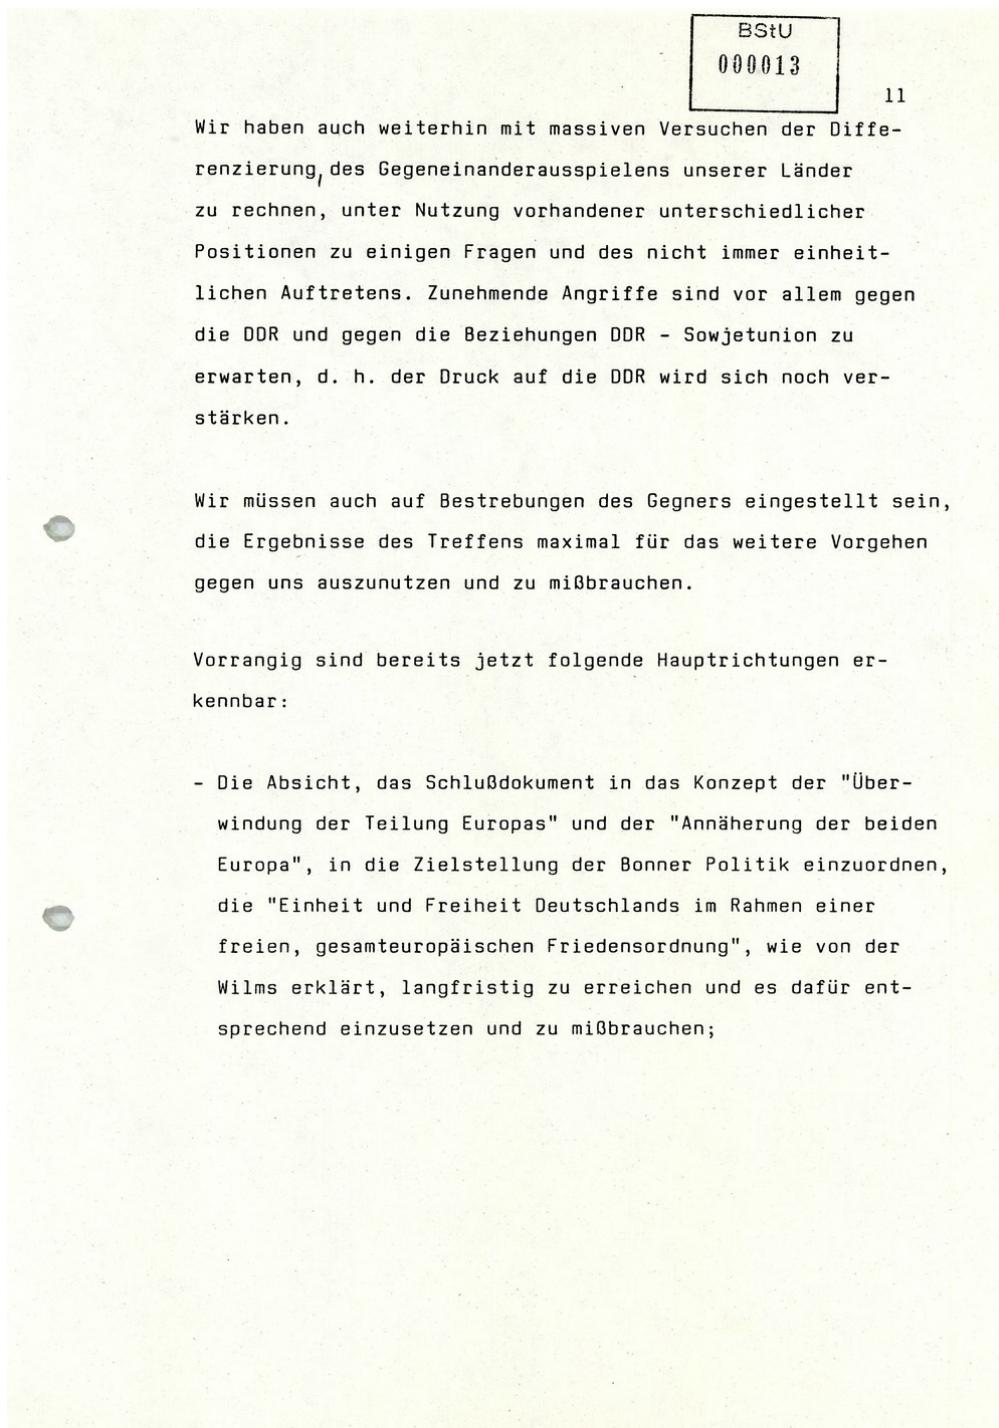 BStU
000013
11
Wir haben auch weiterhin mit massiven Versuchen der Diffe-
renzierung, des Gegeneinanderausspielens unserer Länder
zu rechnen, unter Nutzung vorhandener unterschiedlicher
Positionen zu einigen Fragen und des nicht immer einheit-
lichen Auftretens. Zunehmende Angriffe sind vor allem gegen
die DDR und gegen die Beziehungen DDR - Sowjetunion zu
erwarten, d. h. der Druck auf die DDR wird sich noch ver-
stärken.
Wir müssen auch auf Bestrebungen des Gegners eingestellt sein,
die Ergebnisse des Treffens maximal für das weitere Vorgehen
gegen uns auszunutzen und zu mißbrauchen.
Vorrangig sind bereits jetzt folgende Hauptrichtungen er-
kennbar:
- Die Absicht, das Schlußdokument in das Konzept der "Über-
windung der Teilung Europas" und der "Annäherung der beiden
Europa", in die Zielstellung der Bonner Politik einzuordnen,
die "Einheit und Freiheit Deutschlands im Rahmen einer
freien, gesamteuropäischen Friedensordnung", wie von der
Wilms erklärt, langfristig zu erreichen und es dafür ent-
sprechend einzusetzen und zu mißbrauchen;